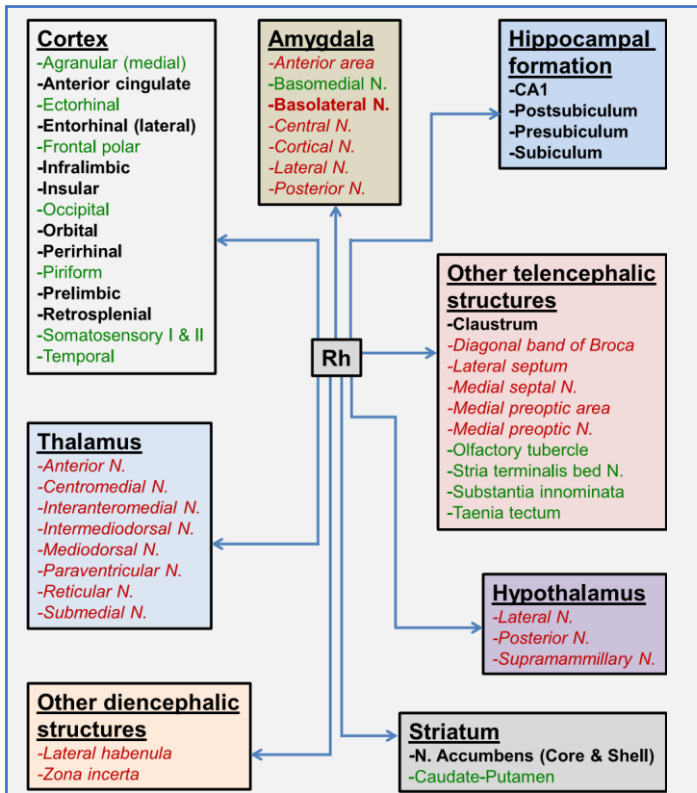 Cortex
-Agranular (medial)
-Anterior cingulate
-Ectorhinal
-Entorhinal (lateral)
-Frontal polar
-Infralimbic
-Insular
-Occipital
-Orbital
-Perirhinal
-Piriform
-Prelimbic
-Retrosplenial
-Somatosensory I & II
-Temporal
Amygdala
-Anterior area
-Basomedial N.
-Basolateral N.
-Central N.
-Cortical N.
-Lateral N.
-Posterior N.
Hippocampal
formation
-CA1
-Postsubiculum
-Presubiculum
-Subiculum
Other telencephalic
structures
-Claustrum
-Diagonal band of Broca
-Lateral septum
-Medial septal N.
-Medial preoptic area
-Medial preoptic N.
-Olfactory tubercle
-Stria terminalis bed N.
-Substantia innominata
-Taenia tectum
Rh
Thalamus
-Anterior N.
-Centromedial N.
-Interanteromedial N.
-Intermediodorsal N.
-Mediodorsal N.
-Paraventricular N.
-Reticular N.
-Submedial N.
Hypothalamus
-Lateral N.
-Posterior N.
-Supramammillary N.
Other diencephalic
structures
-Lateral habenula
-Zona incerta
Striatum
-N. Accumbens (Core & Shell)
-Caudate-Putamen